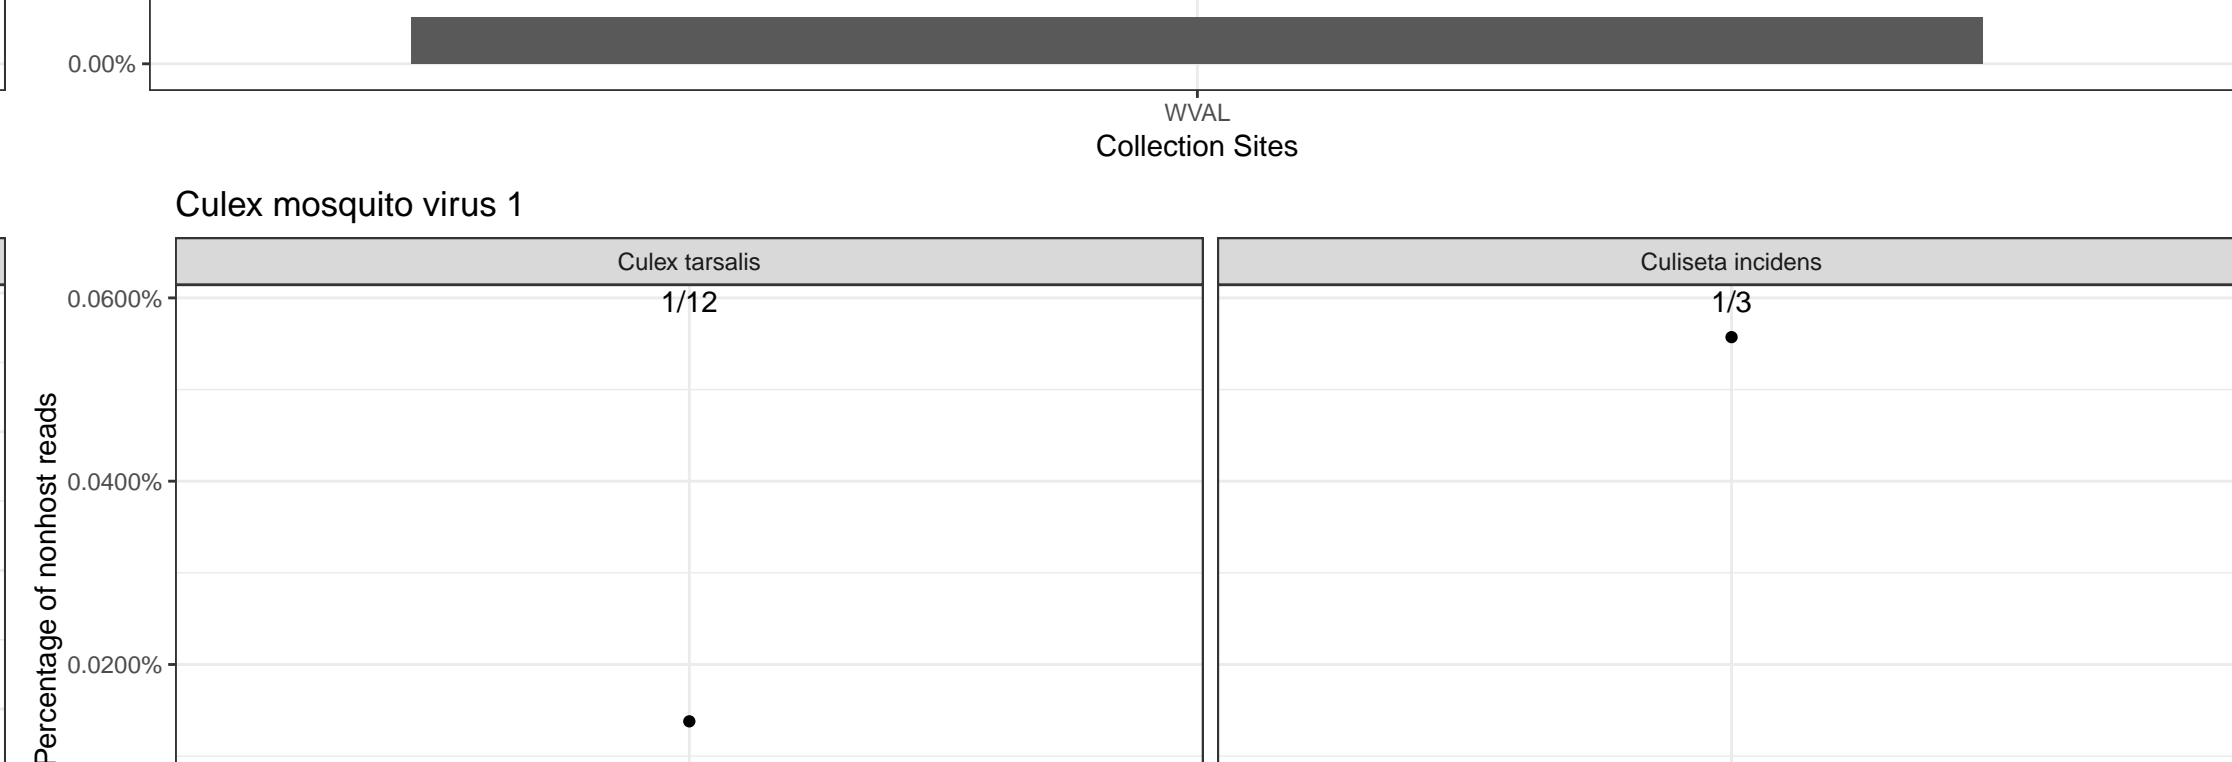 0.00%
WVAL
Collection Sites
Culex mosquito virus 1
Culex tarsalis
Culiseta incidens
0.0600%
1/12
1/3
0.0400%
0.0200%
Percentage of nonhost reads